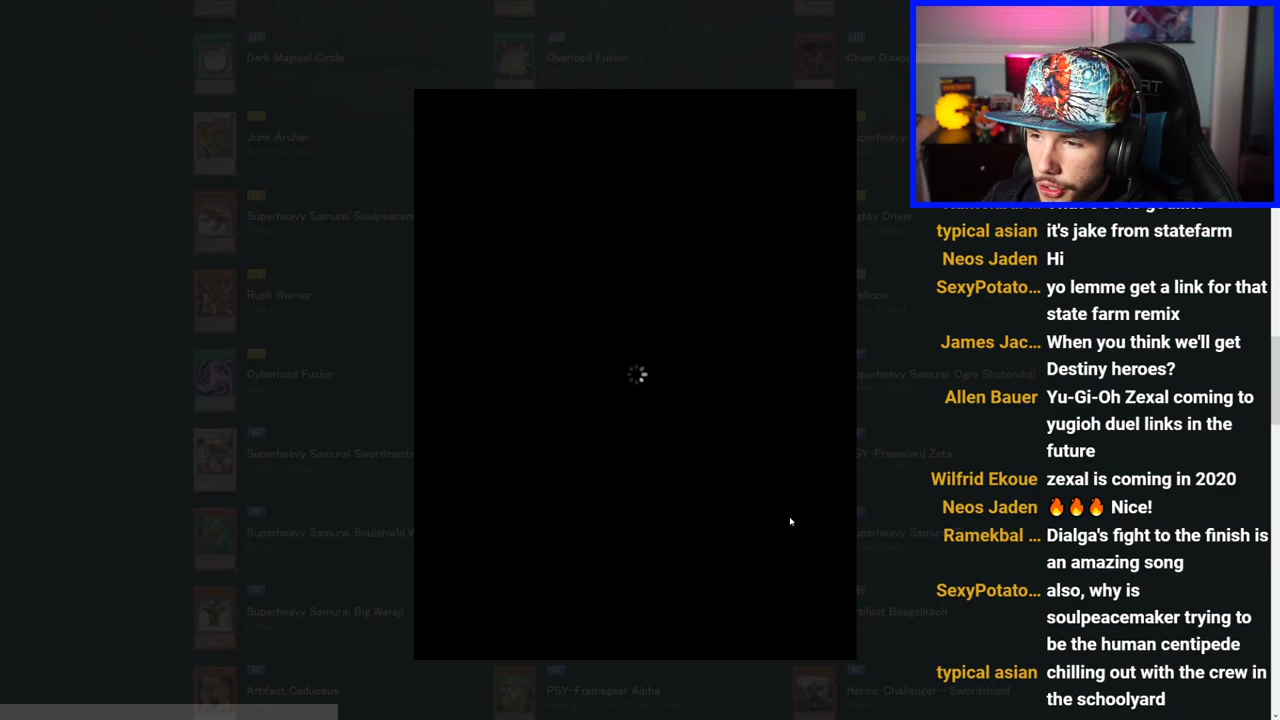 Dark Magical Circle
Overload Fusion
Chain Disap
Junk Archer
Superheavy Samurai Soulpeacem
Rush Warrior
Cyberload Fusion
Superheavy Samurai Ogre Shutendoji
Superheavy Samurai Swordmast
PSY-Framelord Zeta
Superheavy Samurai Soulshield W
Superheavy Samurai Big Waraji
Artifact Beagalltach
Artifact Caduceus
PSY-Framegear Alpha
Heroic Challenger - Swordshield
typical asian it's jake from statefarm
Neos Jaden Hi
SexyPotato… yo lemme get a link for that
state farm remix
James Jac… When you think we'll get
Destiny heroes?
Allen Bauer Yu-Gi-Oh Zexal coming to
yugioh duel links in the
future
Wilfrid Ekoue zexal is coming in 2020
Neos Jaden 🔥🔥🔥 Nice!
Ramekbal … Dialga's fight to the finish is
an amazing song
SexyPotato… also, why is
soulpeacemaker trying to
be the human centipede
typical asian chilling out with the crew in
the schoolyard